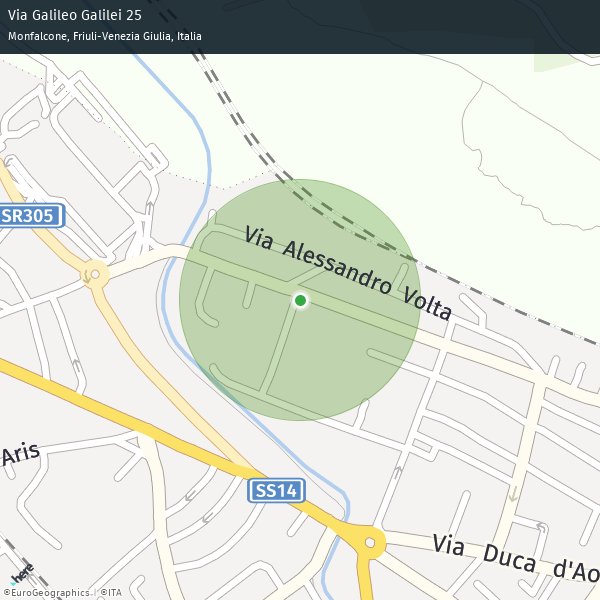 Via Galileo Galilei 25
Monfalcone, Friuli-Venezia Giulia, Italia
SR305
Via Alessandro Volta
Aris
SS14
Via Duca d'Ao
here
©EuroGeographics | ©ITA